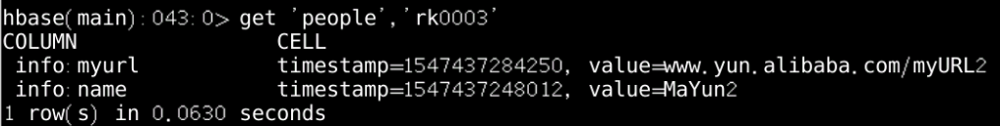 hbase(main):043:0> get 'people','rk0003'
COLUMN CELL
info:myurl timestamp=1547437284250, value=www.yun.alibaba.com/myURL2
info:name timestamp=1547437248012, value=MaYun2
1 row(s) in 0.0630 seconds